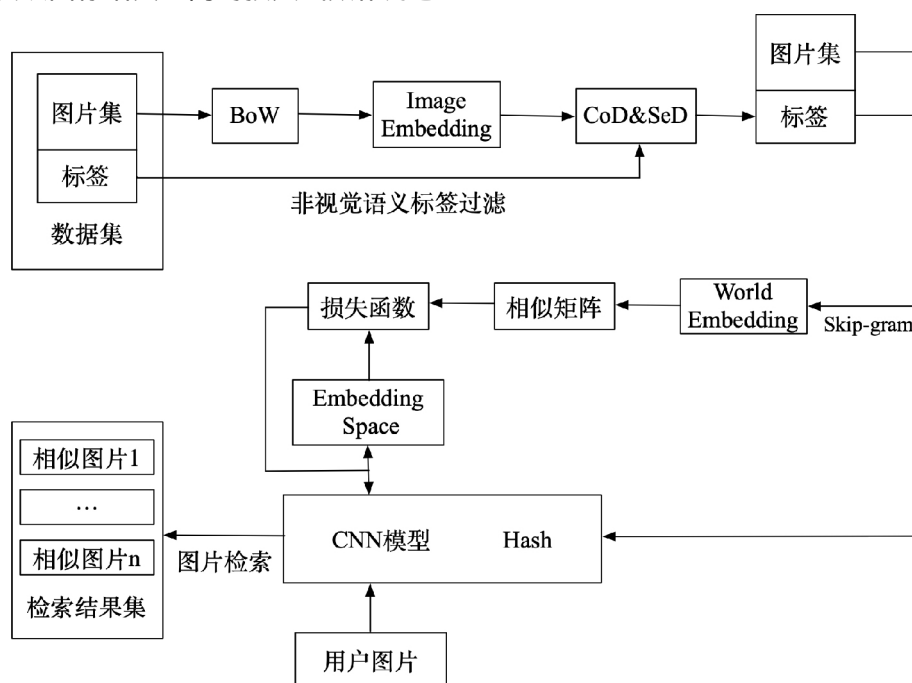 图片集
标签
数据集
BoW
Image
Embedding
CoD&SeD
图片集
标签
非视觉语义标签过滤
损失函数
相似矩阵
World
Embedding
Skip-gram
Embedding
Space
相似图片1
…
相似图片n
检索结果集
图片检索
CNN模型
Hash
用户图片